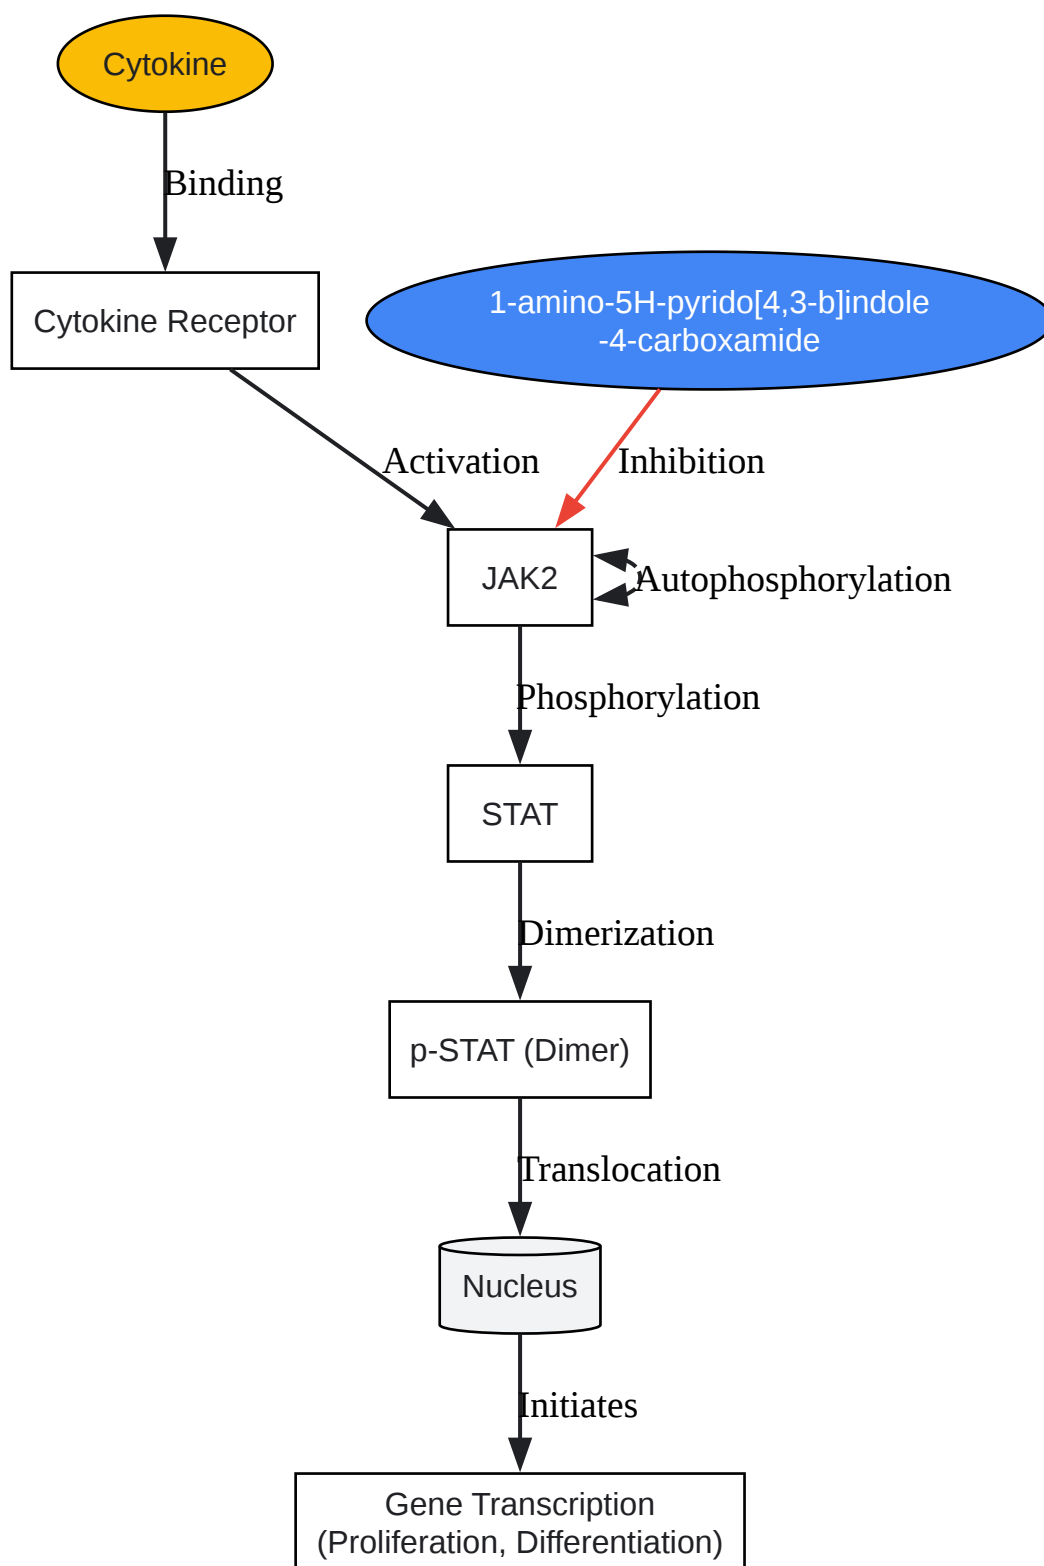 Cytokine
Binding
Cytokine Receptor
1-amino-5H-pyrido[4,3-b]indole
-4-carboxamide
Activation
Inhibition
JAK2
Autophosphorylation
Phosphorylation
STAT
Dimerization
p-STAT (Dimer)
Translocation
Nucleus
Initiates
Gene Transcription
(Proliferation, Differentiation)